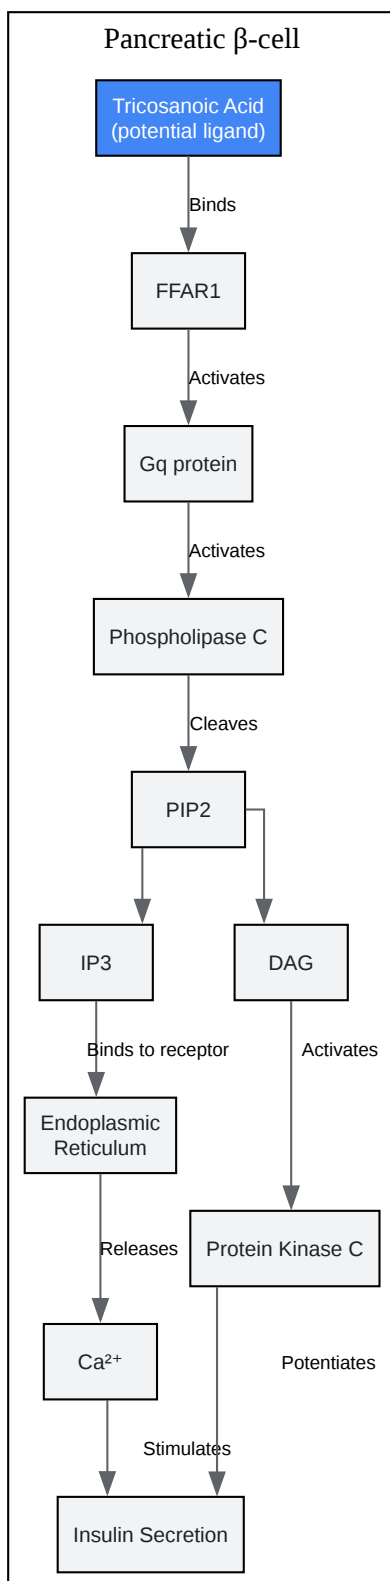 Pancreatic β-cell
Tricosanoic Acid
(potential ligand)
Binds
FFAR1
Activates
Gq protein
Activates
Phospholipase C
Cleaves
PIP2
IP3
DAG
Binds to receptor
Activates
Endoplasmic
Reticulum
Releases
Protein Kinase C
Ca²⁺
Potentiates
Stimulates
Insulin Secretion